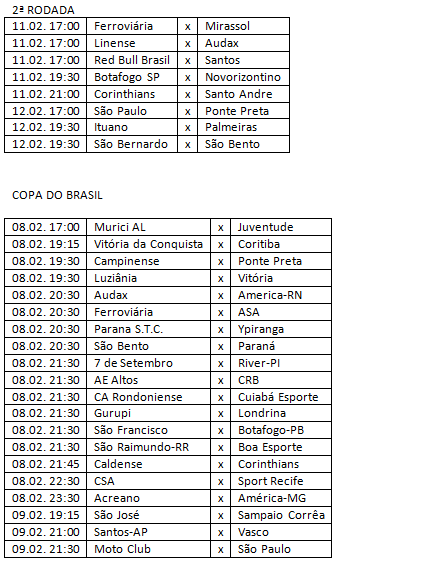 2ª RODADA
11.02. 17:00 Ferroviária x Mirassol
11.02. 17:00 Linense x Audax
11.02. 17:00 Red Bull Brasil x Santos
11.02. 19:30 Botafogo SP x Novorizontino
11.02. 21:00 Corinthians x Santo Andre
12.02. 17:00 São Paulo x Ponte Preta
12.02. 19:30 Ituano x Palmeiras
12.02. 19:30 São Bernardo x São Bento
COPA DO BRASIL
08.02. 17:00 Murici AL x Juventude
08.02. 19:15 Vitória da Conquista x Coritiba
08.02. 19:30 Campinense x Ponte Preta
08.02. 19:30 Luziânia x Vitória
08.02. 20:30 Audax x America-RN
08.02. 20:30 Ferroviária x ASA
08.02. 20:30 Parana S.T.C. x Ypiranga
08.02. 20:30 São Bento x Paraná
08.02. 21:30 7 de Setembro x River-PI
08.02. 21:30 AE Altos x CRB
08.02. 21:30 CA Rondoniense x Cuiabá Esporte
08.02. 21:30 Gurupi x Londrina
08.02. 21:30 São Francisco x Botafogo-PB
08.02. 21:30 São Raimundo-RR x Boa Esporte
08.02. 21:45 Caldense x Corinthians
08.02. 22:30 CSA x Sport Recife
08.02. 23:30 Acreano x América-MG
09.02. 19:15 São José x Sampaio Corrêa
09.02. 21:00 Santos-AP x Vasco
09.02. 21:30 Moto Club x São Paulo